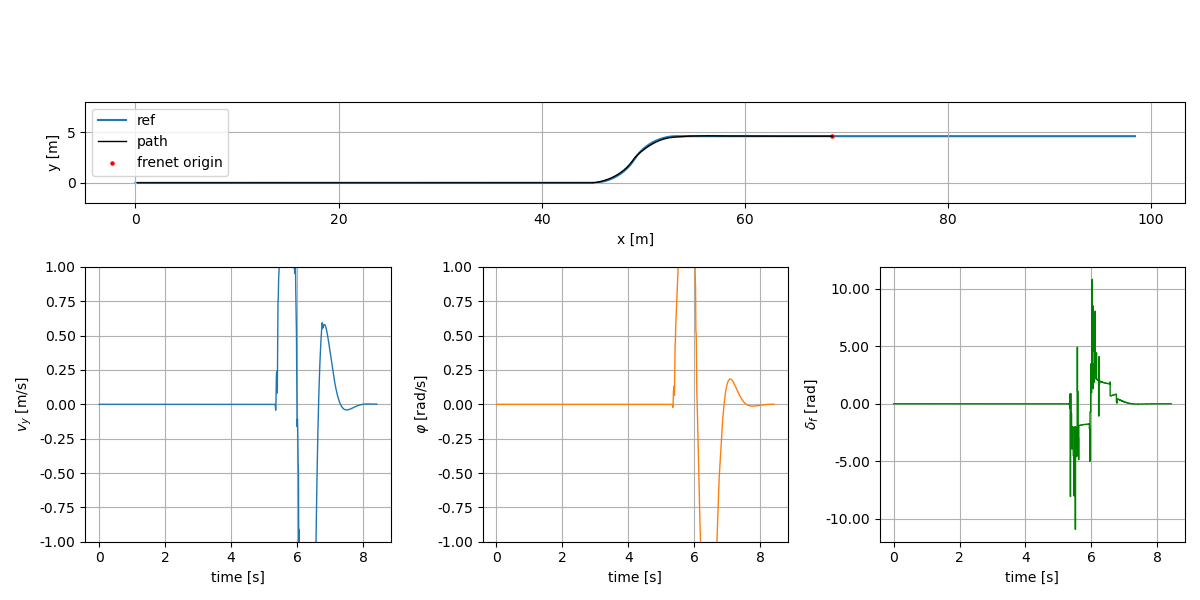 ref
path
frenet origin
y [m]
5
0
0 20 40 60 80 100
x [m]
1.00
0.75
0.50
0.25
0.00
-0.25
-0.50
-0.75
-1.00
v_y [m/s]
0 2 4 6 8
time [s]
1.00
0.75
0.50
0.25
0.00
-0.25
-0.50
-0.75
-1.00
φ [rad/s]
0 2 4 6 8
time [s]
10.00
5.00
0.00
-5.00
-10.00
δ_f [rad]
0 2 4 6 8
time [s]